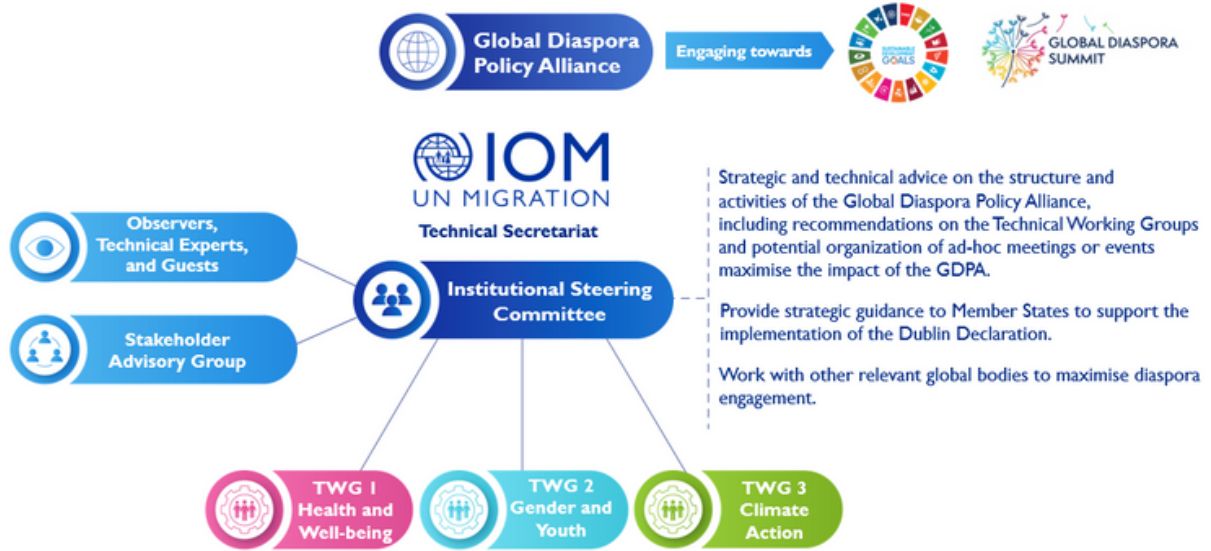 Global Diaspora
Policy Alliance
Engaging towards
SUSTAINABLE
DEVELOPMENT
GOALS
GLOBAL DIASPORA
SUMMIT
IOM
UN MIGRATION
Technical Secretariat
Observers,
Technical Experts,
and Guests
Stakeholder
Advisory Group
Institutional Steering
Committee
Strategic and technical advice on the structure and
activities of the Global Diaspora Policy Alliance,
including recommendations on the Technical Working Groups
and potential organization of ad-hoc meetings or events
maximise the impact of the GDPA.
Provide strategic guidance to Member States to support the
implementation of the Dublin Declaration.
Work with other relevant global bodies to maximise diaspora
engagement.
TWG 1
Health and
Well-being
TWG 2
Gender and
Youth
TWG 3
Climate
Action